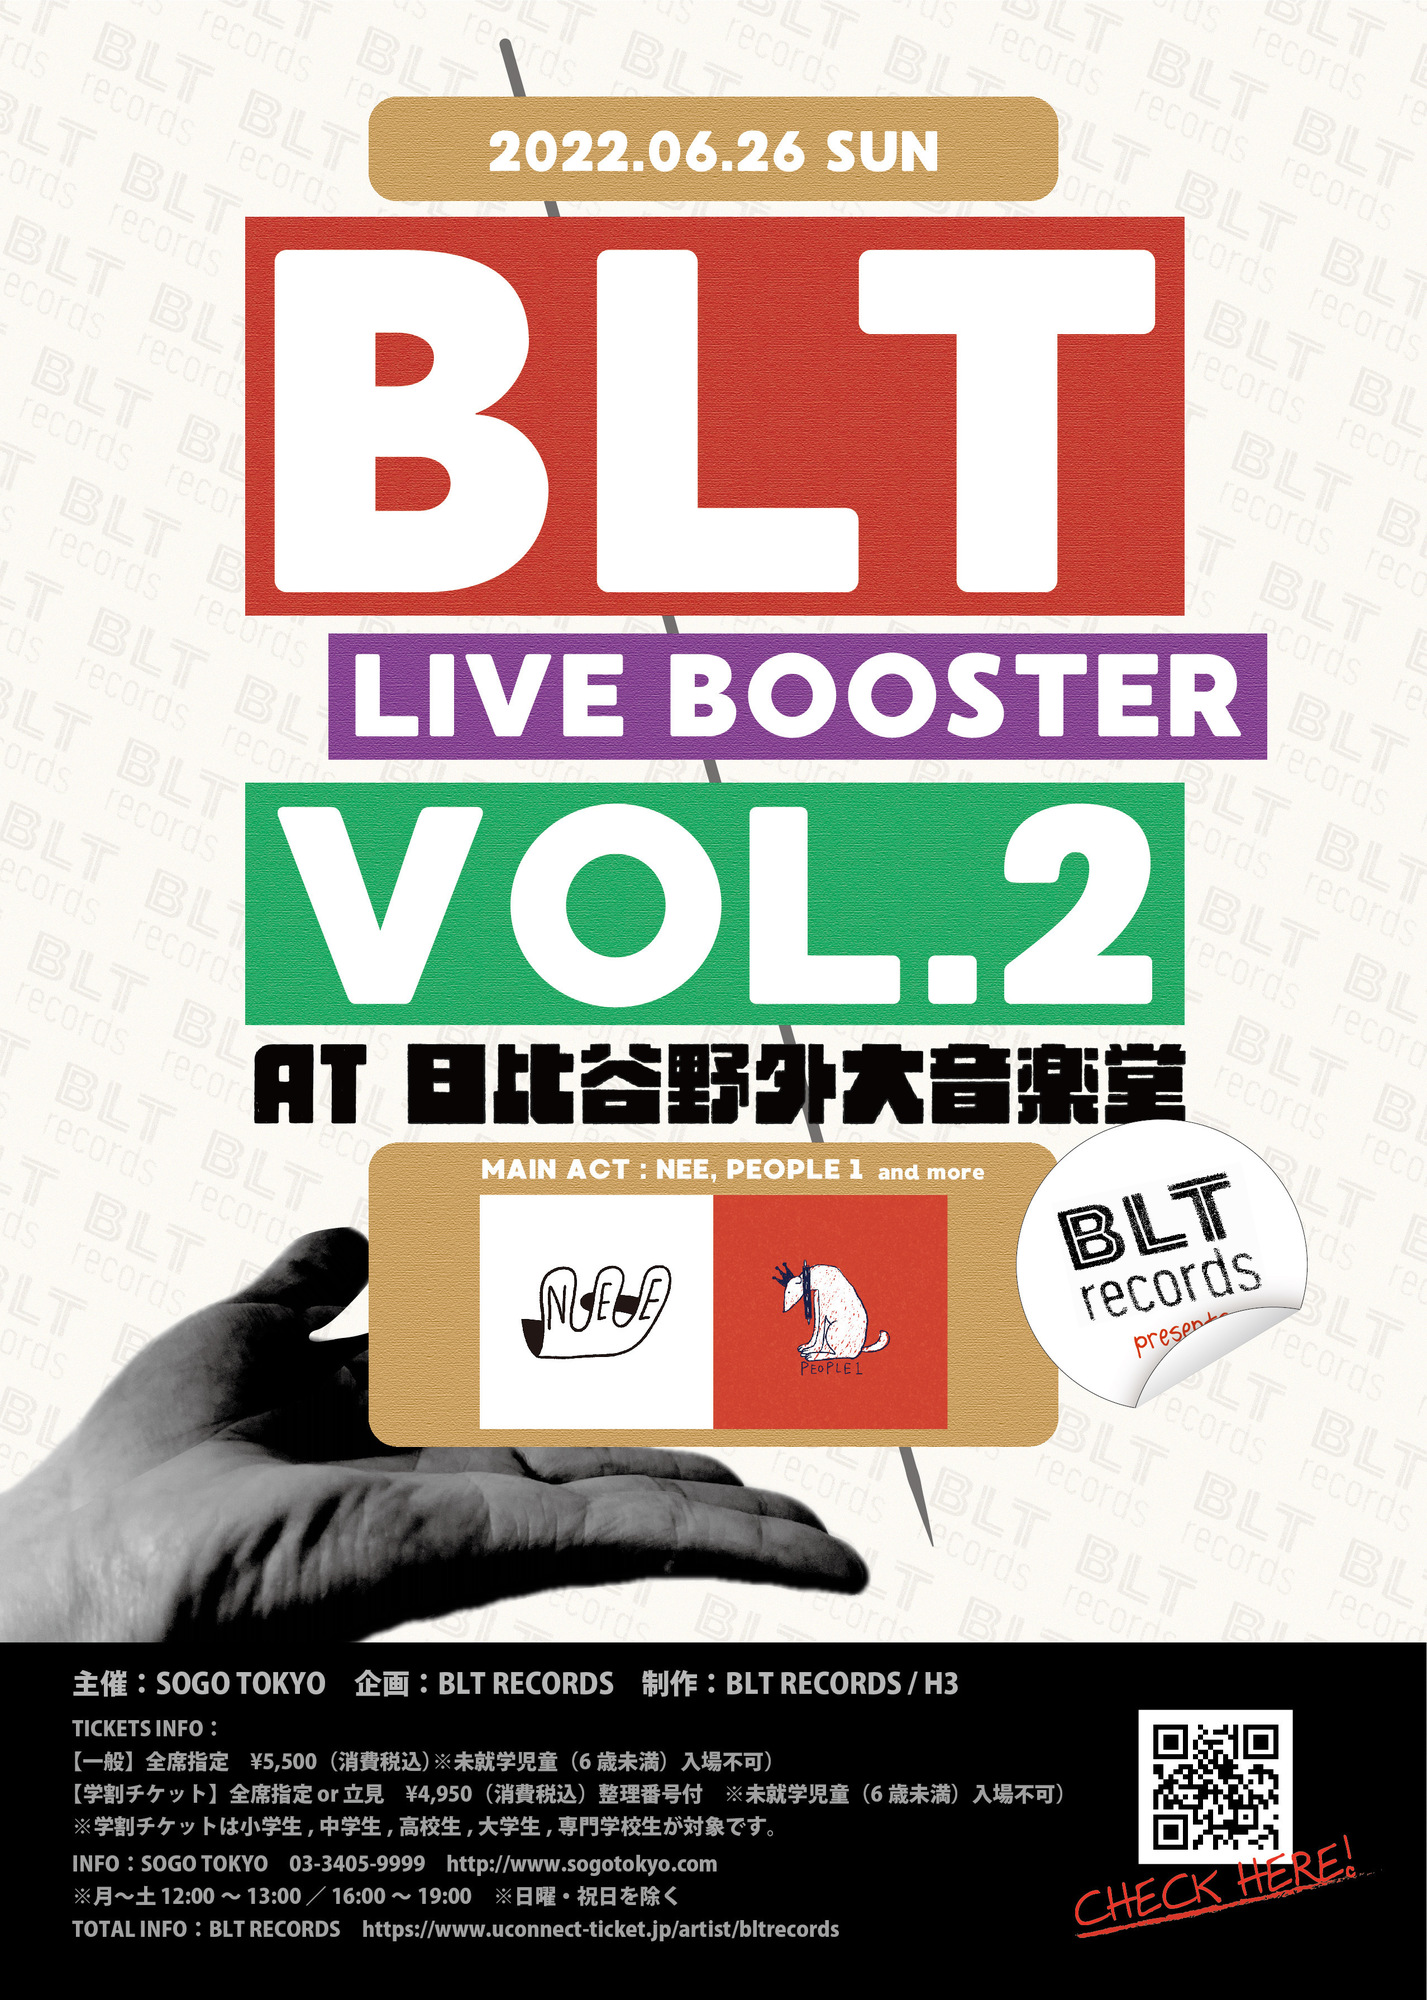 2022.06.26 SUN
BLT
LIVE BOOSTER
VOL.2
AT 日比谷野外大音楽堂
MAIN ACT : NEE, PEOPLE 1 and more
NEE
PEOPLE 1
BLT
records
presents
主催：SOGO TOKYO 企画：BLT RECORDS 制作：BLT RECORDS / H3
TICKETS INFO：
【一般】全席指定 ¥5,500（消費税込）※未就学児童（6 歳未満）入場不可）
【学割チケット】全席指定 or 立見 ¥4,950（消費税込）整理番号付 ※未就学児童（6 歳未満）入場不可）
※学割チケットは小学生 , 中学生 , 高校生 , 大学生 , 専門学校生が対象です。
INFO：SOGO TOKYO 03-3405-9999 http://www.sogotokyo.com
※月〜土 12:00 〜 13:00 ／ 16:00 〜 19:00 ※日曜・祝日を除く
TOTAL INFO：BLT RECORDS https://www.uconnect-ticket.jp/artist/bltrecords
CHECK HERE!